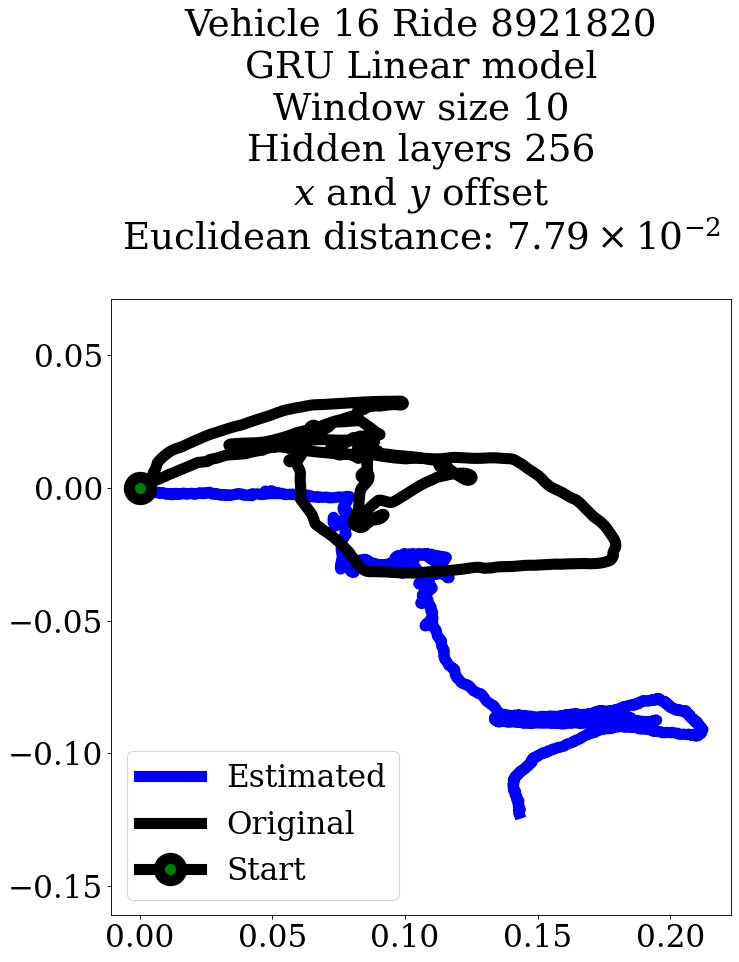 Vehicle 16 Ride 8921820
GRU Linear model
Window size 10
Hidden layers 256
x and y offset
Euclidean distance: 7.79 × 10⁻²
0.05
0.00
−0.05
−0.10
−0.15
Estimated
Original
Start
0.00 0.05 0.10 0.15 0.20